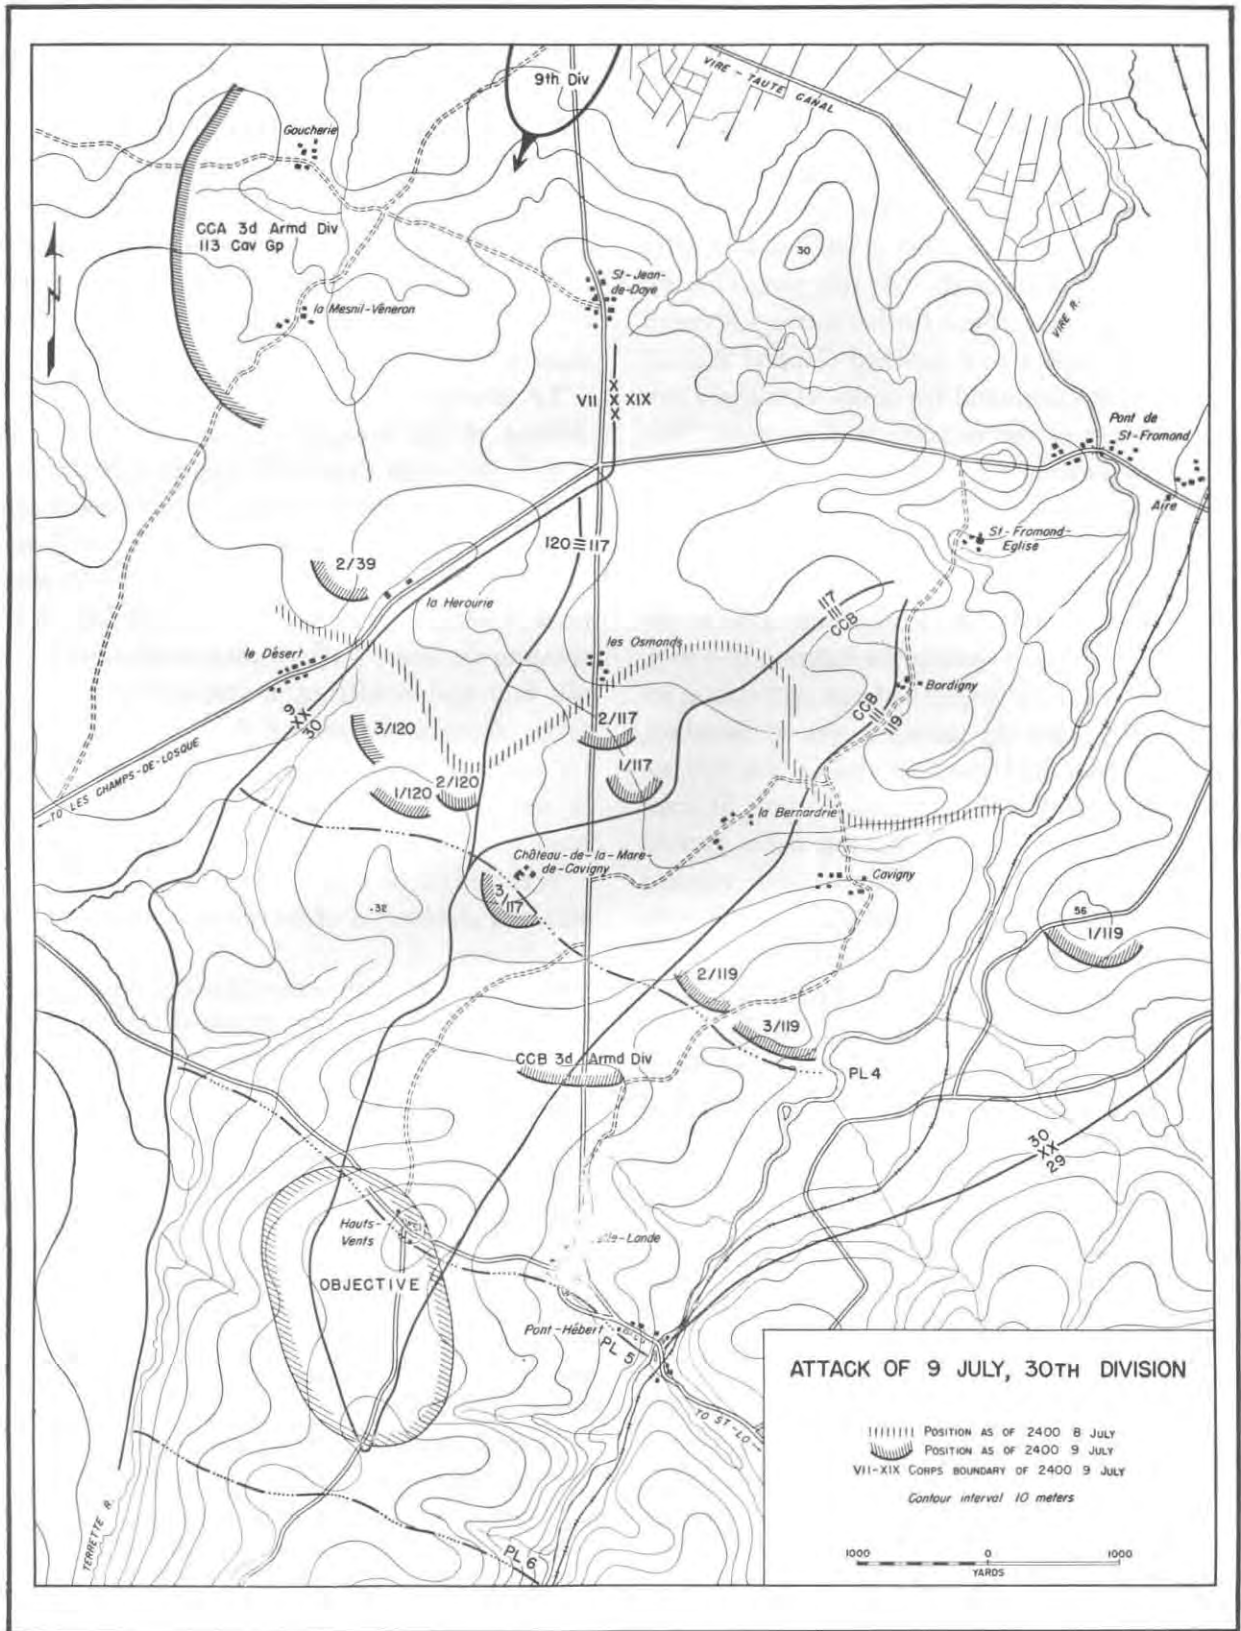 9th Div
VIRE-TAUTE CANAL
Goucherie
CCA 3d Armd Div
113 Cav Gp
30
St-Jean-
de-Daye
la Mesnil-Véneron
VIRE R.
VII XXX XIX
Pont de
St-Fromond
Aire
St-Fromond-
Eglise
120 117
2/39
la Herourie
117
III
CCB
les Osmonds
le Désert
Bordigny
CCB
III
119
9
XX
30
3/120
2/117
1/117
2/120
1/120
TO LES CHAMPS-DE-LOSQUE
la Bernardrie
Château-de-la-Mare-
de-Cavigny
Cavigny
3/
117
.32
56
1/119
2/119
3/119
CCB 3d Armd Div
PL 4
30
XX
29
Hauts-
Vents
lle-Lande
OBJECTIVE
Pont-Hébert
PL 5
TO ST-LO
TERRETTE R.
PL 6
ATTACK OF 9 JULY, 30TH DIVISION
POSITION AS OF 2400 8 JULY
POSITION AS OF 2400 9 JULY
VII-XIX CORPS BOUNDARY OF 2400 9 JULY
Contour interval 10 meters
1000 0 1000
YARDS